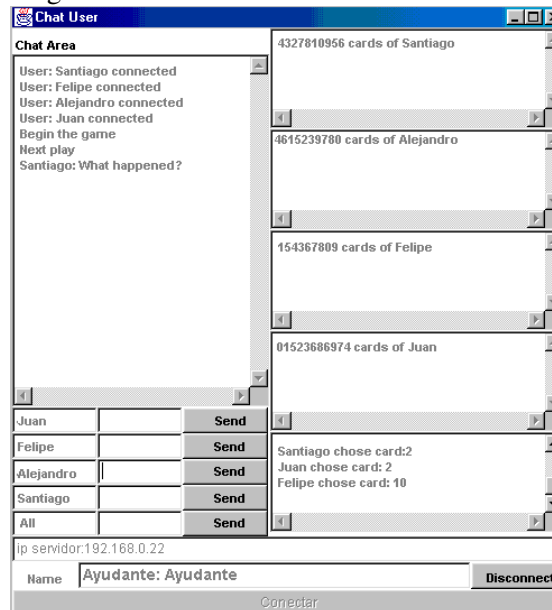 Chat User
Chat Area
User: Santiago connected
User: Felipe connected
User: Alejandro connected
User: Juan connected
Begin the game
Next play
Santiago: What happened?
4327810956 cards of Santiago
4615239780 cards of Alejandro
154367809 cards of Felipe
01523686974 cards of Juan
Santiago chose card:2
Juan chose card: 2
Felipe chose card: 10
Juan Send
Felipe Send
Alejandro Send
Santiago Send
All Send
ip servidor:192.168.0.22
Name Ayudante: Ayudante Disconnect
Conectar